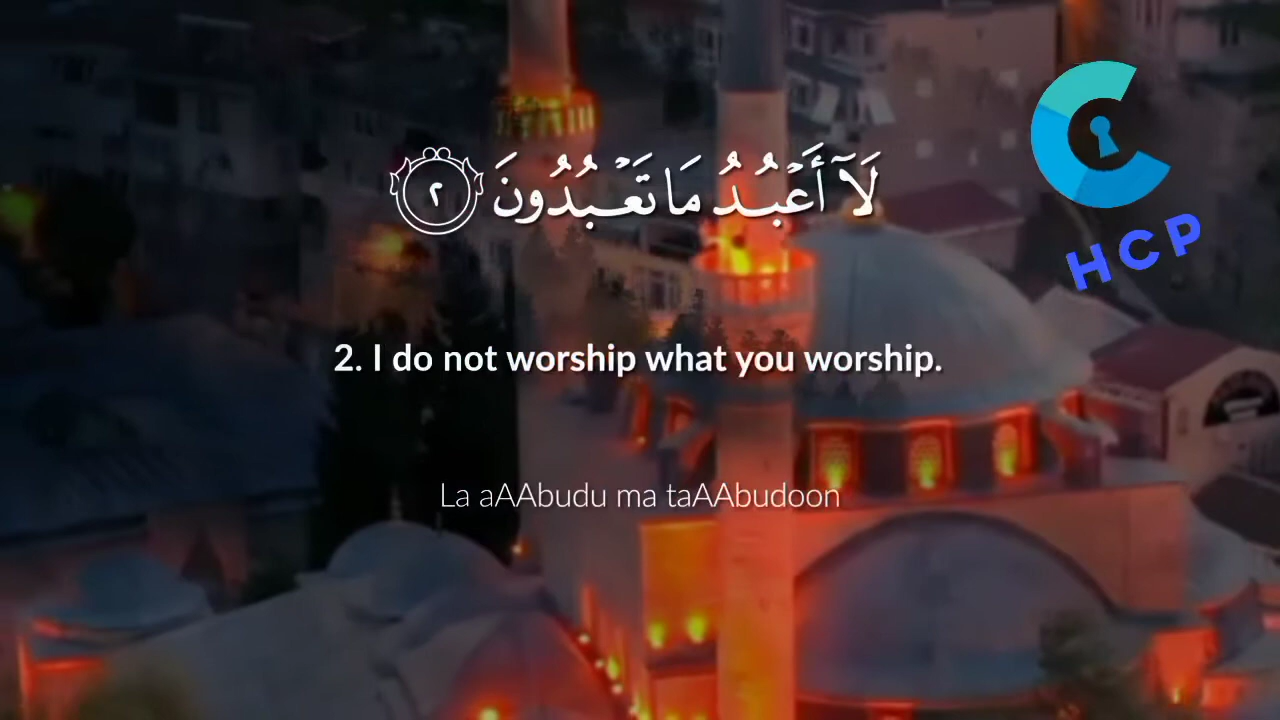 لَآ أَعۡبُدُ مَا تَعۡبُدُونَ ٢
HCP
2. I do not worship what you worship.
La aAAbudu ma taAAbudoon